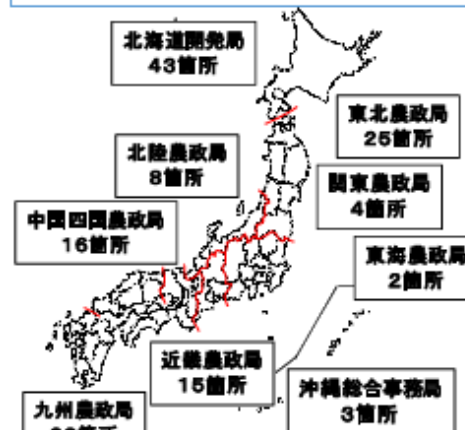 北海道開発局
43箇所
東北農政局
25箇所
北陸農政局
8箇所
関東農政局
4箇所
中国四国農政局
16箇所
東海農政局
2箇所
近畿農政局
15箇所
沖縄総合事務局
3箇所
九州農政局